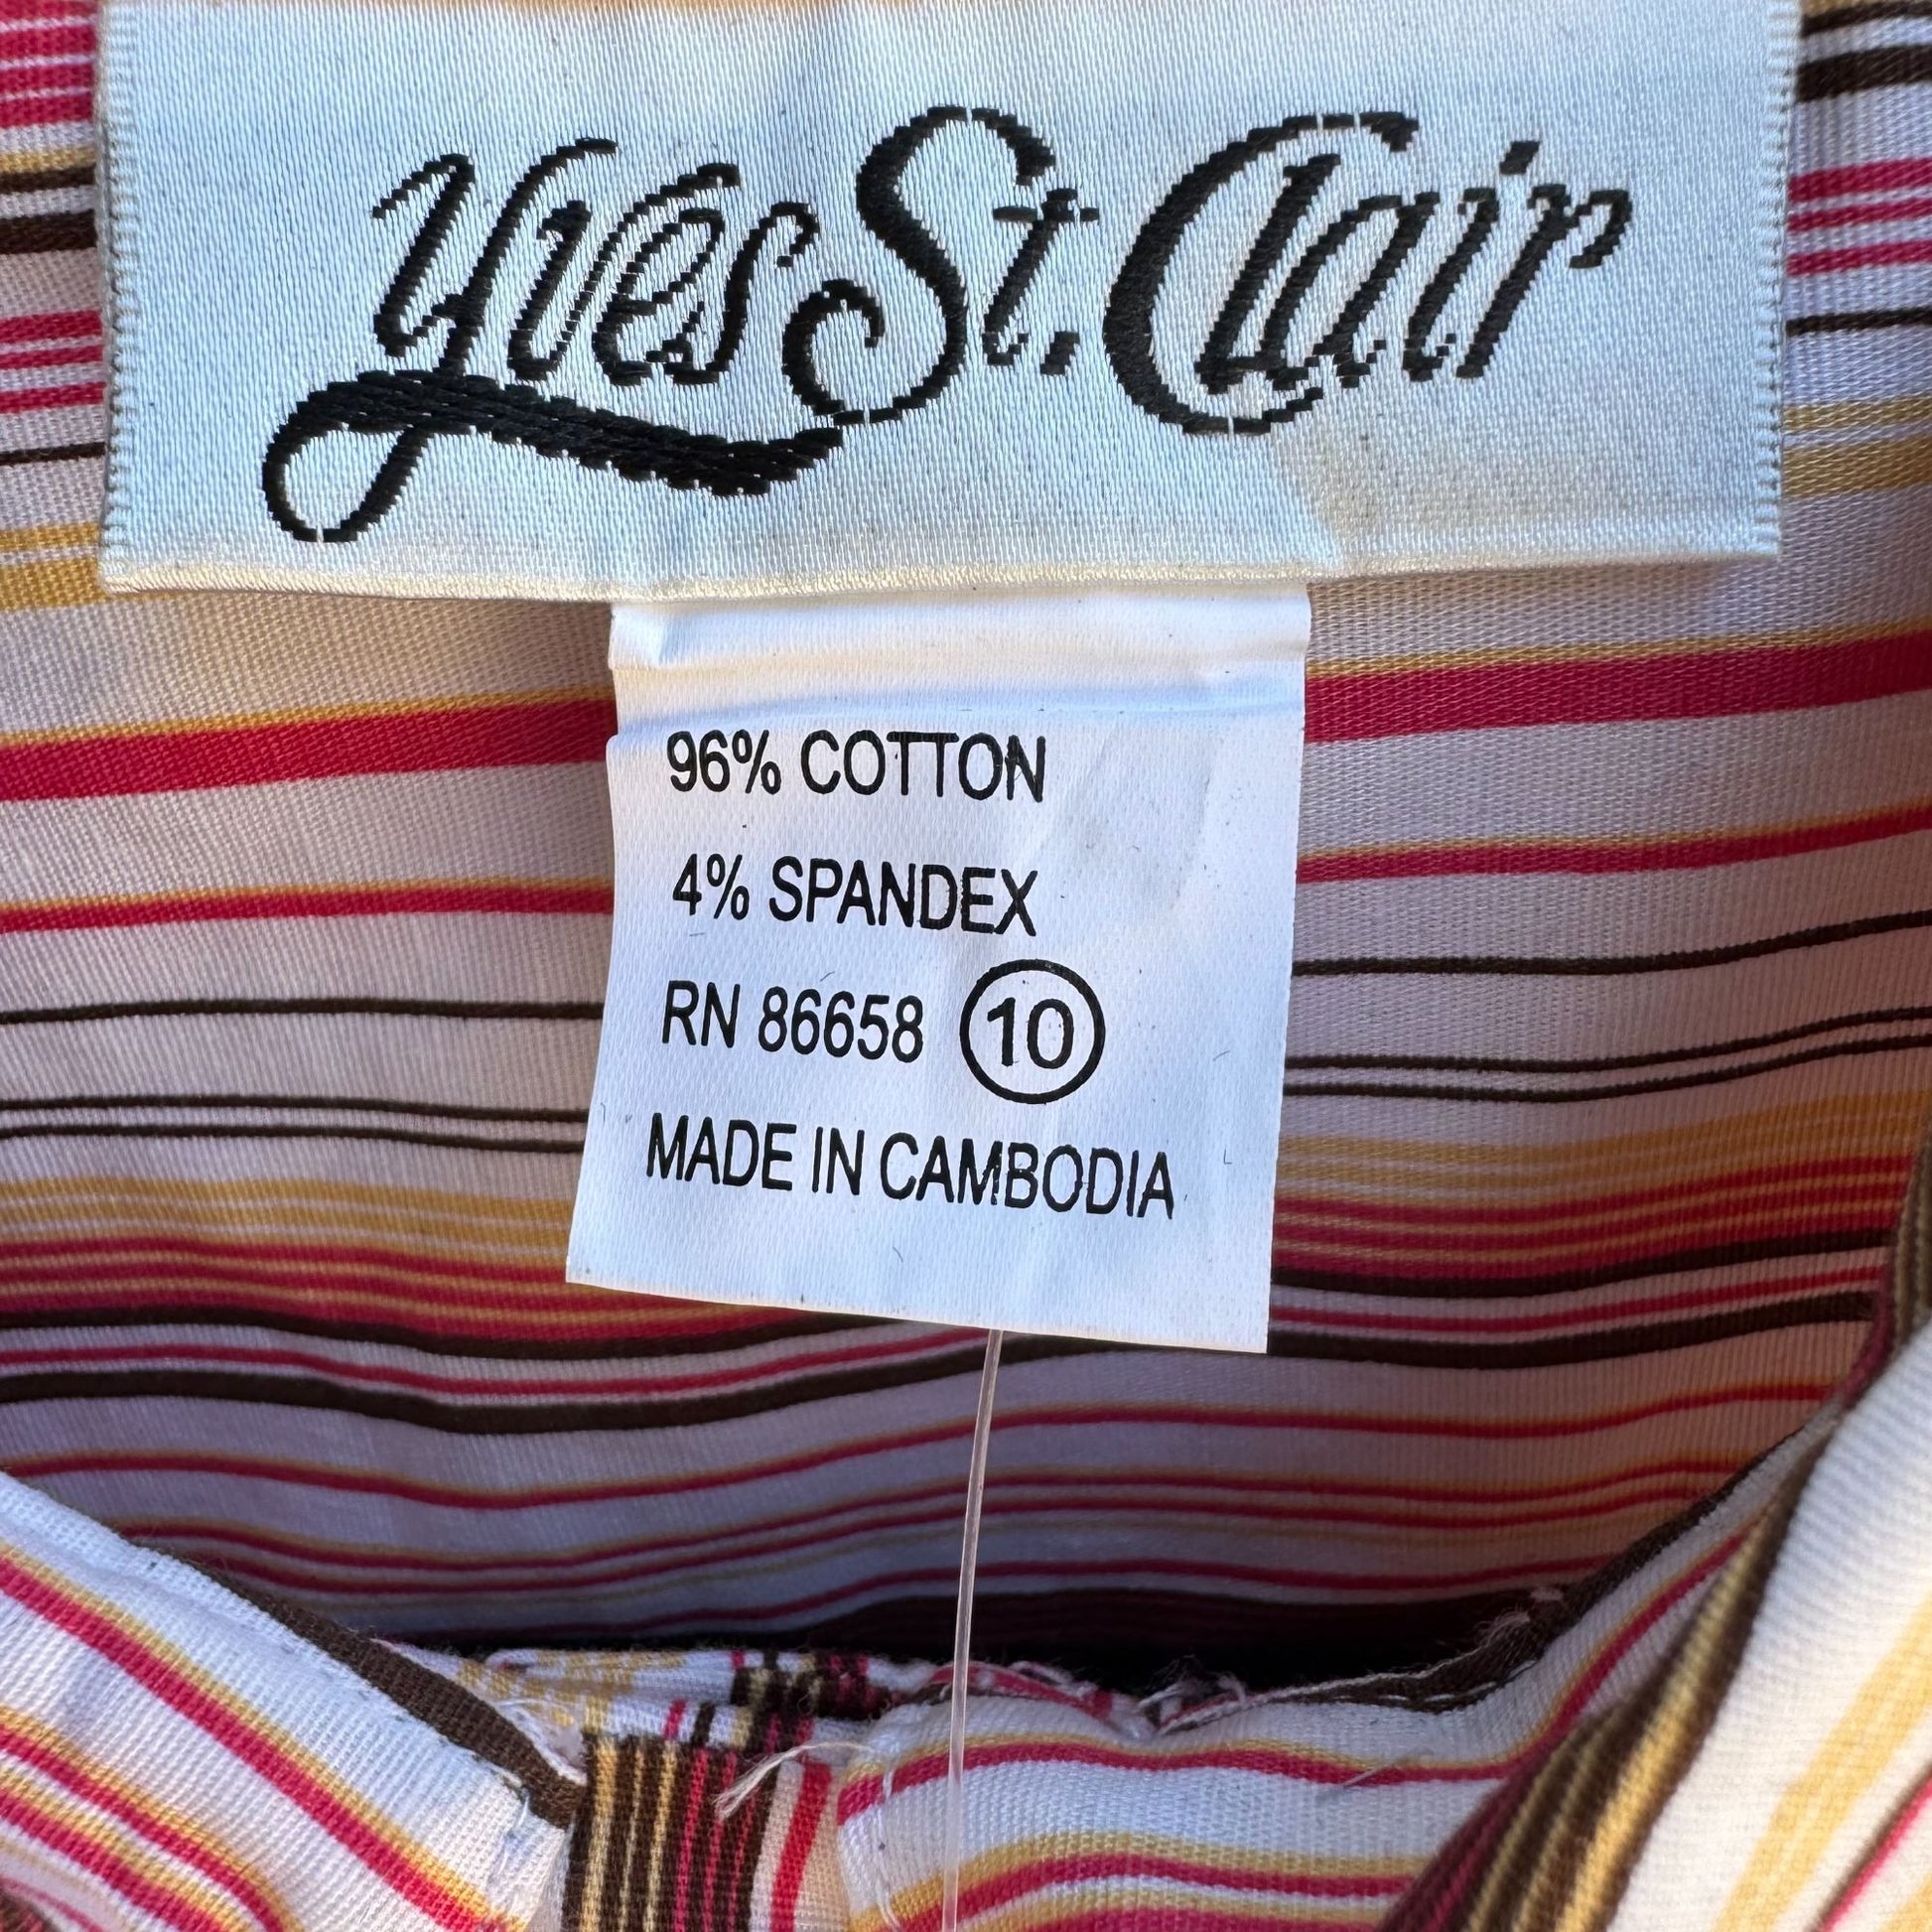 Yves St. Clair
96% COTTON
4% SPANDEX
RN 86658 10
MADE IN CAMBODIA